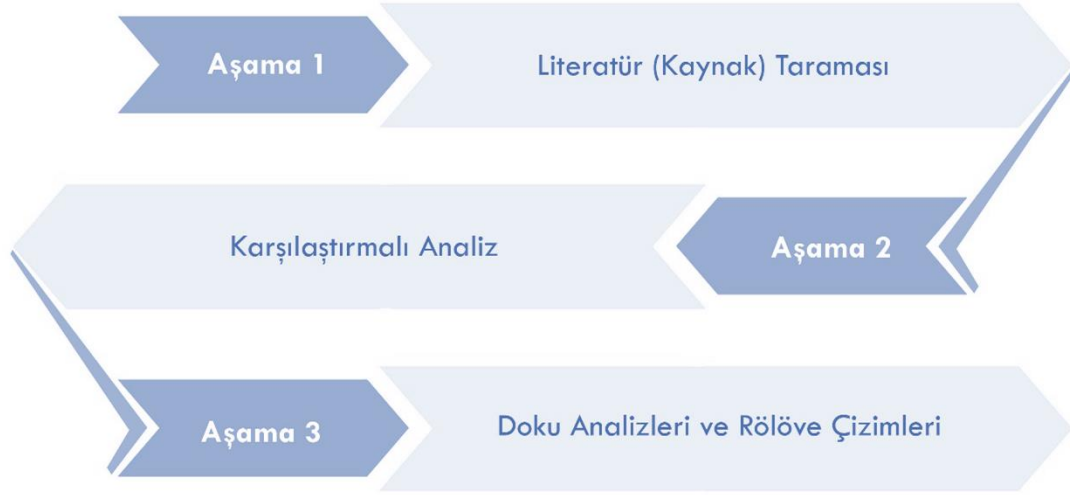 Aşama 1
Literatür (Kaynak) Taraması
Karşılaştırmalı Analiz
Aşama 2
Aşama 3
Doku Analizleri ve Rölöve Çizimleri